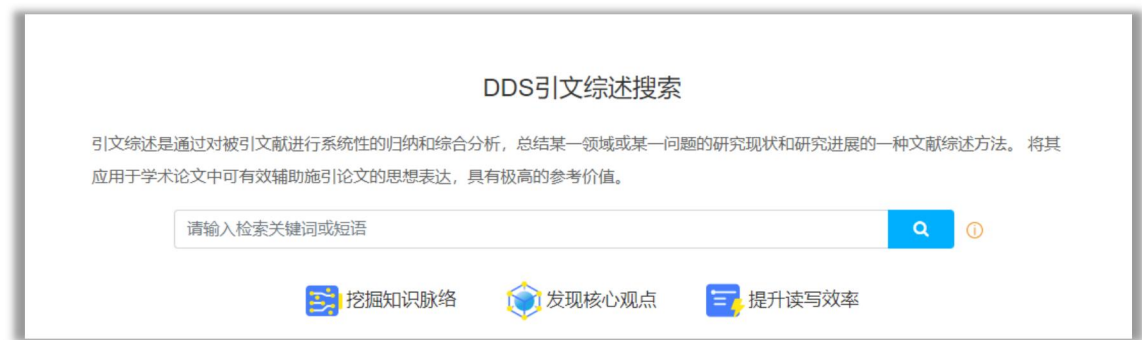 DDS引文综述搜索
引文综述是通过对被引文献进行系统性的归纳和综合分析，总结某一领域或某一问题的研究现状和研究进展的一种文献综述方法。 将其
应用于学术论文中可有效辅助施引论文的思想表达，具有极高的参考价值。
请输入检索关键词或短语
挖掘知识脉络 发现核心观点 提升读写效率